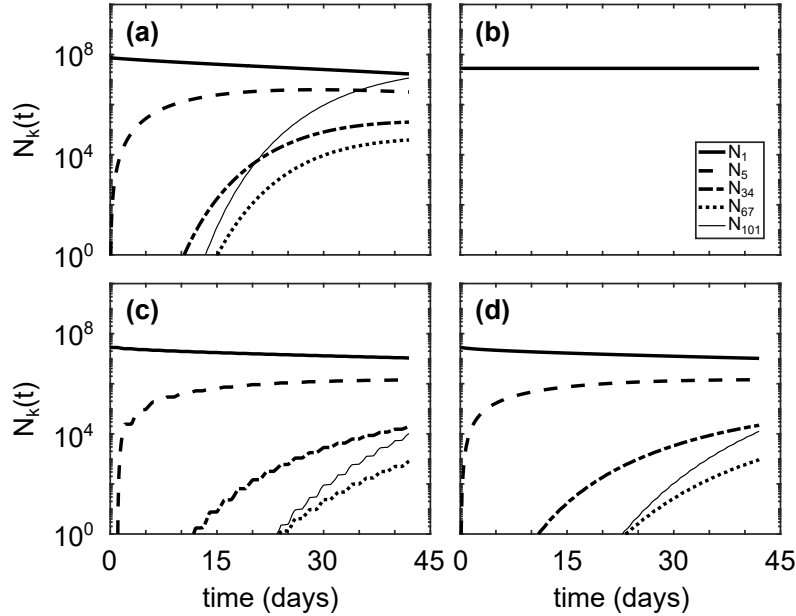 (a)
(b)
10^8
10^4
10^0
N_k(t)
N_1
N_5
N_34
N_67
N_101
(c)
(d)
10^8
10^4
10^0
N_k(t)
0 15 30 45
0 15 30 45
time (days)
time (days)